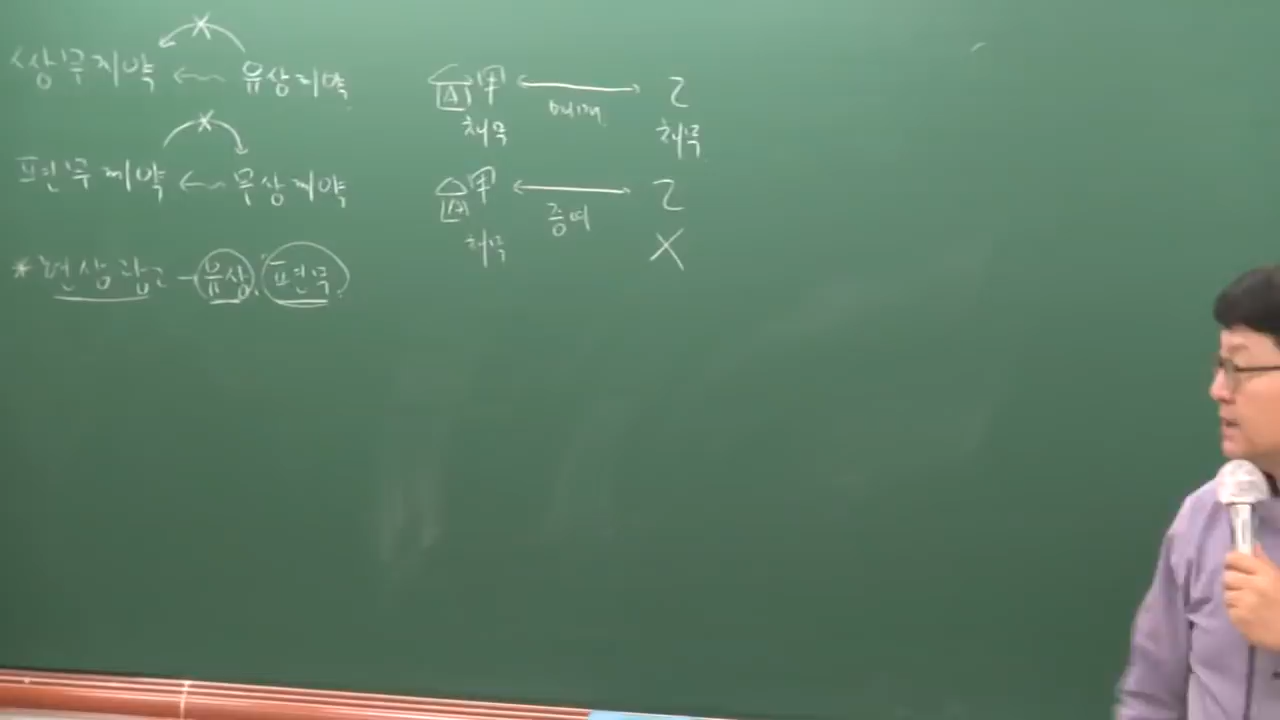 쌍무계약 ← 유상계약
편무계약 ← 무상계약
* 현상광고 - 유상, 편무
A 甲 ↔ 乙
매매
채무 채무
A 甲 ↔ 乙
증여
채무 X